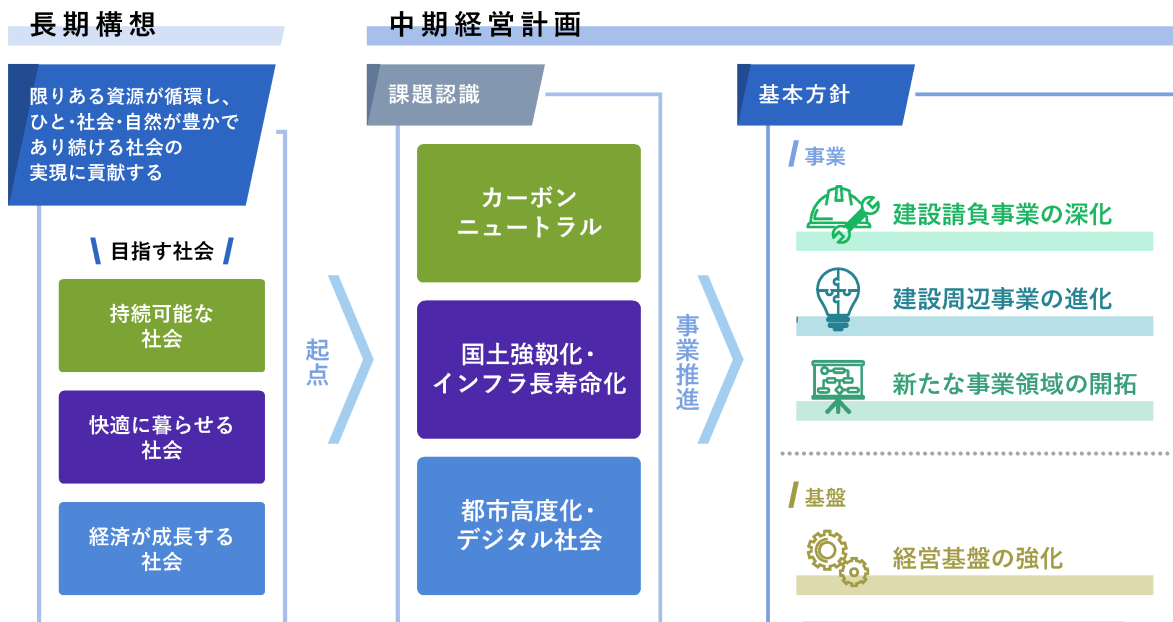 長期構想
限りある資源が循環し、
ひと・社会・自然が豊かで
あり続ける社会の
実現に貢献する
目指す社会
持続可能な
社会
快適に暮らせる
社会
経済が成長する
社会
起点
中期経営計画
課題認識
カーボン
ニュートラル
国土強靭化・
インフラ長寿命化
都市高度化・
デジタル社会
事業推進
基本方針
事業
建設請負事業の深化
建設周辺事業の進化
新たな事業領域の開拓
基盤
経営基盤の強化